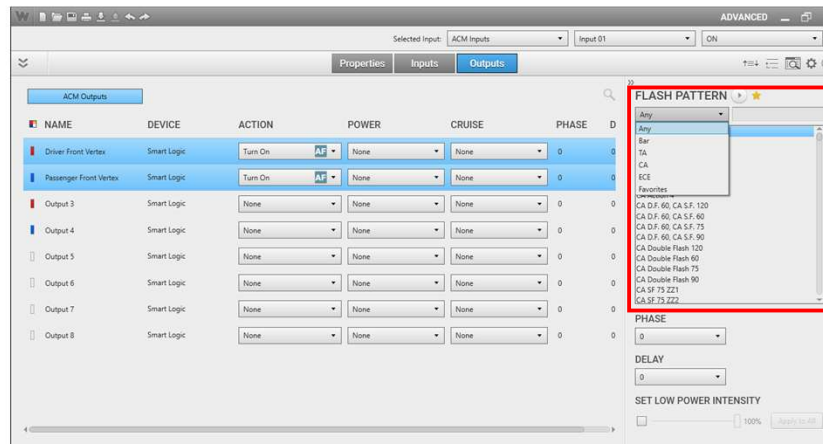 W
ADVANCED
Selected Input: ACM Inputs Input 01 ON
Properties Inputs Outputs
ACM Outputs
NAME DEVICE ACTION POWER CRUISE PHASE D
Driver Front Vertex Smart Logic Turn On AF None None 0 0
Passenger Front Vertex Smart Logic Turn On AF None None 0 0
Output 3 Smart Logic None None None 0 0
Output 4 Smart Logic None None None 0 0
Output 5 Smart Logic None None None 0 0
Output 6 Smart Logic None None None 0 0
Output 7 Smart Logic None None None 0 0
Output 8 Smart Logic None None None 0 0
FLASH PATTERN
Any
Any
Bar
TA
CA
ECE
Favorites
CA D.F. 60, CA S.F. 120
CA D.F. 60, CA S.F. 60
CA D.F. 60, CA S.F. 75
CA D.F. 60, CA S.F. 90
CA Double Flash 120
CA Double Flash 60
CA Double Flash 75
CA Double Flash 90
CA SF 75 ZZ1
CA SF 75 ZZ2
PHASE
0
DELAY
0
SET LOW POWER INTENSITY
100% Apply to All